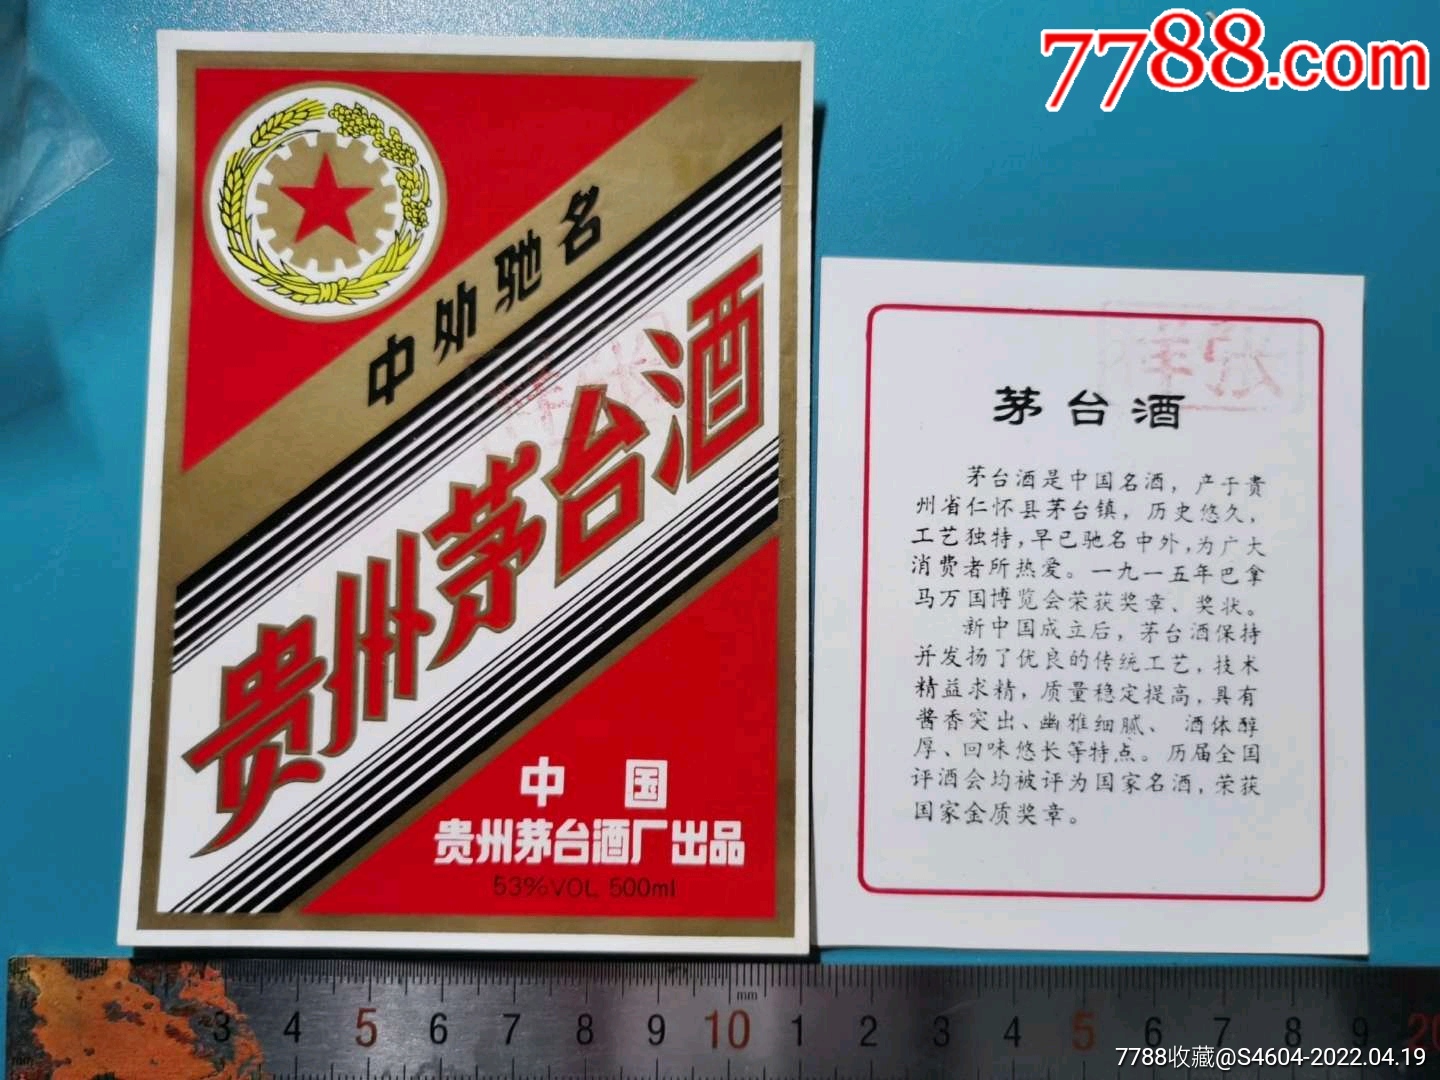 7788.com
中外驰名
贵州茅台酒
中国
贵州茅台酒厂出品
53%VOL 500ml
茅台酒
茅台酒是中国名酒，产于贵
州省仁怀县茅台镇，历史悠久，
工艺独特，早已驰名中外，为广大
消费者所热爱。一九一五年巴拿
马万国博览会荣获奖章、奖状。
新中国成立后，茅台酒保持
并发扬了优良的传统工艺，技术
精益求精，质量稳定提高，具有
酱香突出、幽雅细腻、 酒体醇
厚、回味悠长等特点。历届全国
评酒会均被评为国家名酒，荣获
国家金质奖章。
mm
3 4 5 6 7 8 9 10 1 2 3 4 5 6 7 8 9 20
7788收藏@S4604-2022.04.19